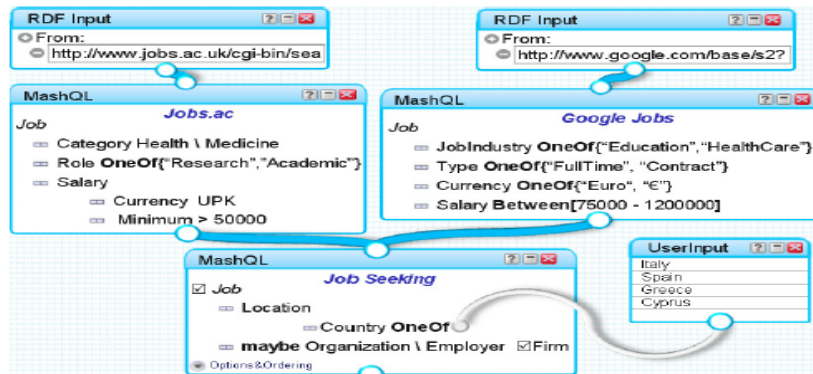 RDF Input
From:
http://www.jobs.ac.uk/cgi-bin/sea
RDF Input
From:
http://www.google.com/base/s2?
MashQL
Jobs.ac
Job
Category Health \ Medicine
Role OneOf{"Research","Academic"}
Salary
Currency UPK
Minimum > 50000
MashQL
Google Jobs
Job
JobIndustry OneOf{"Education","HealthCare"}
Type OneOf{"FullTime", "Contract"}
Currency OneOf{"Euro", "€"}
Salary Between[75000 - 1200000]
MashQL
Job Seeking
Job
Location
Country OneOf
maybe Organization \ Employer Firm
Options&Ordering
UserInput
Italy
Spain
Greece
Cyprus